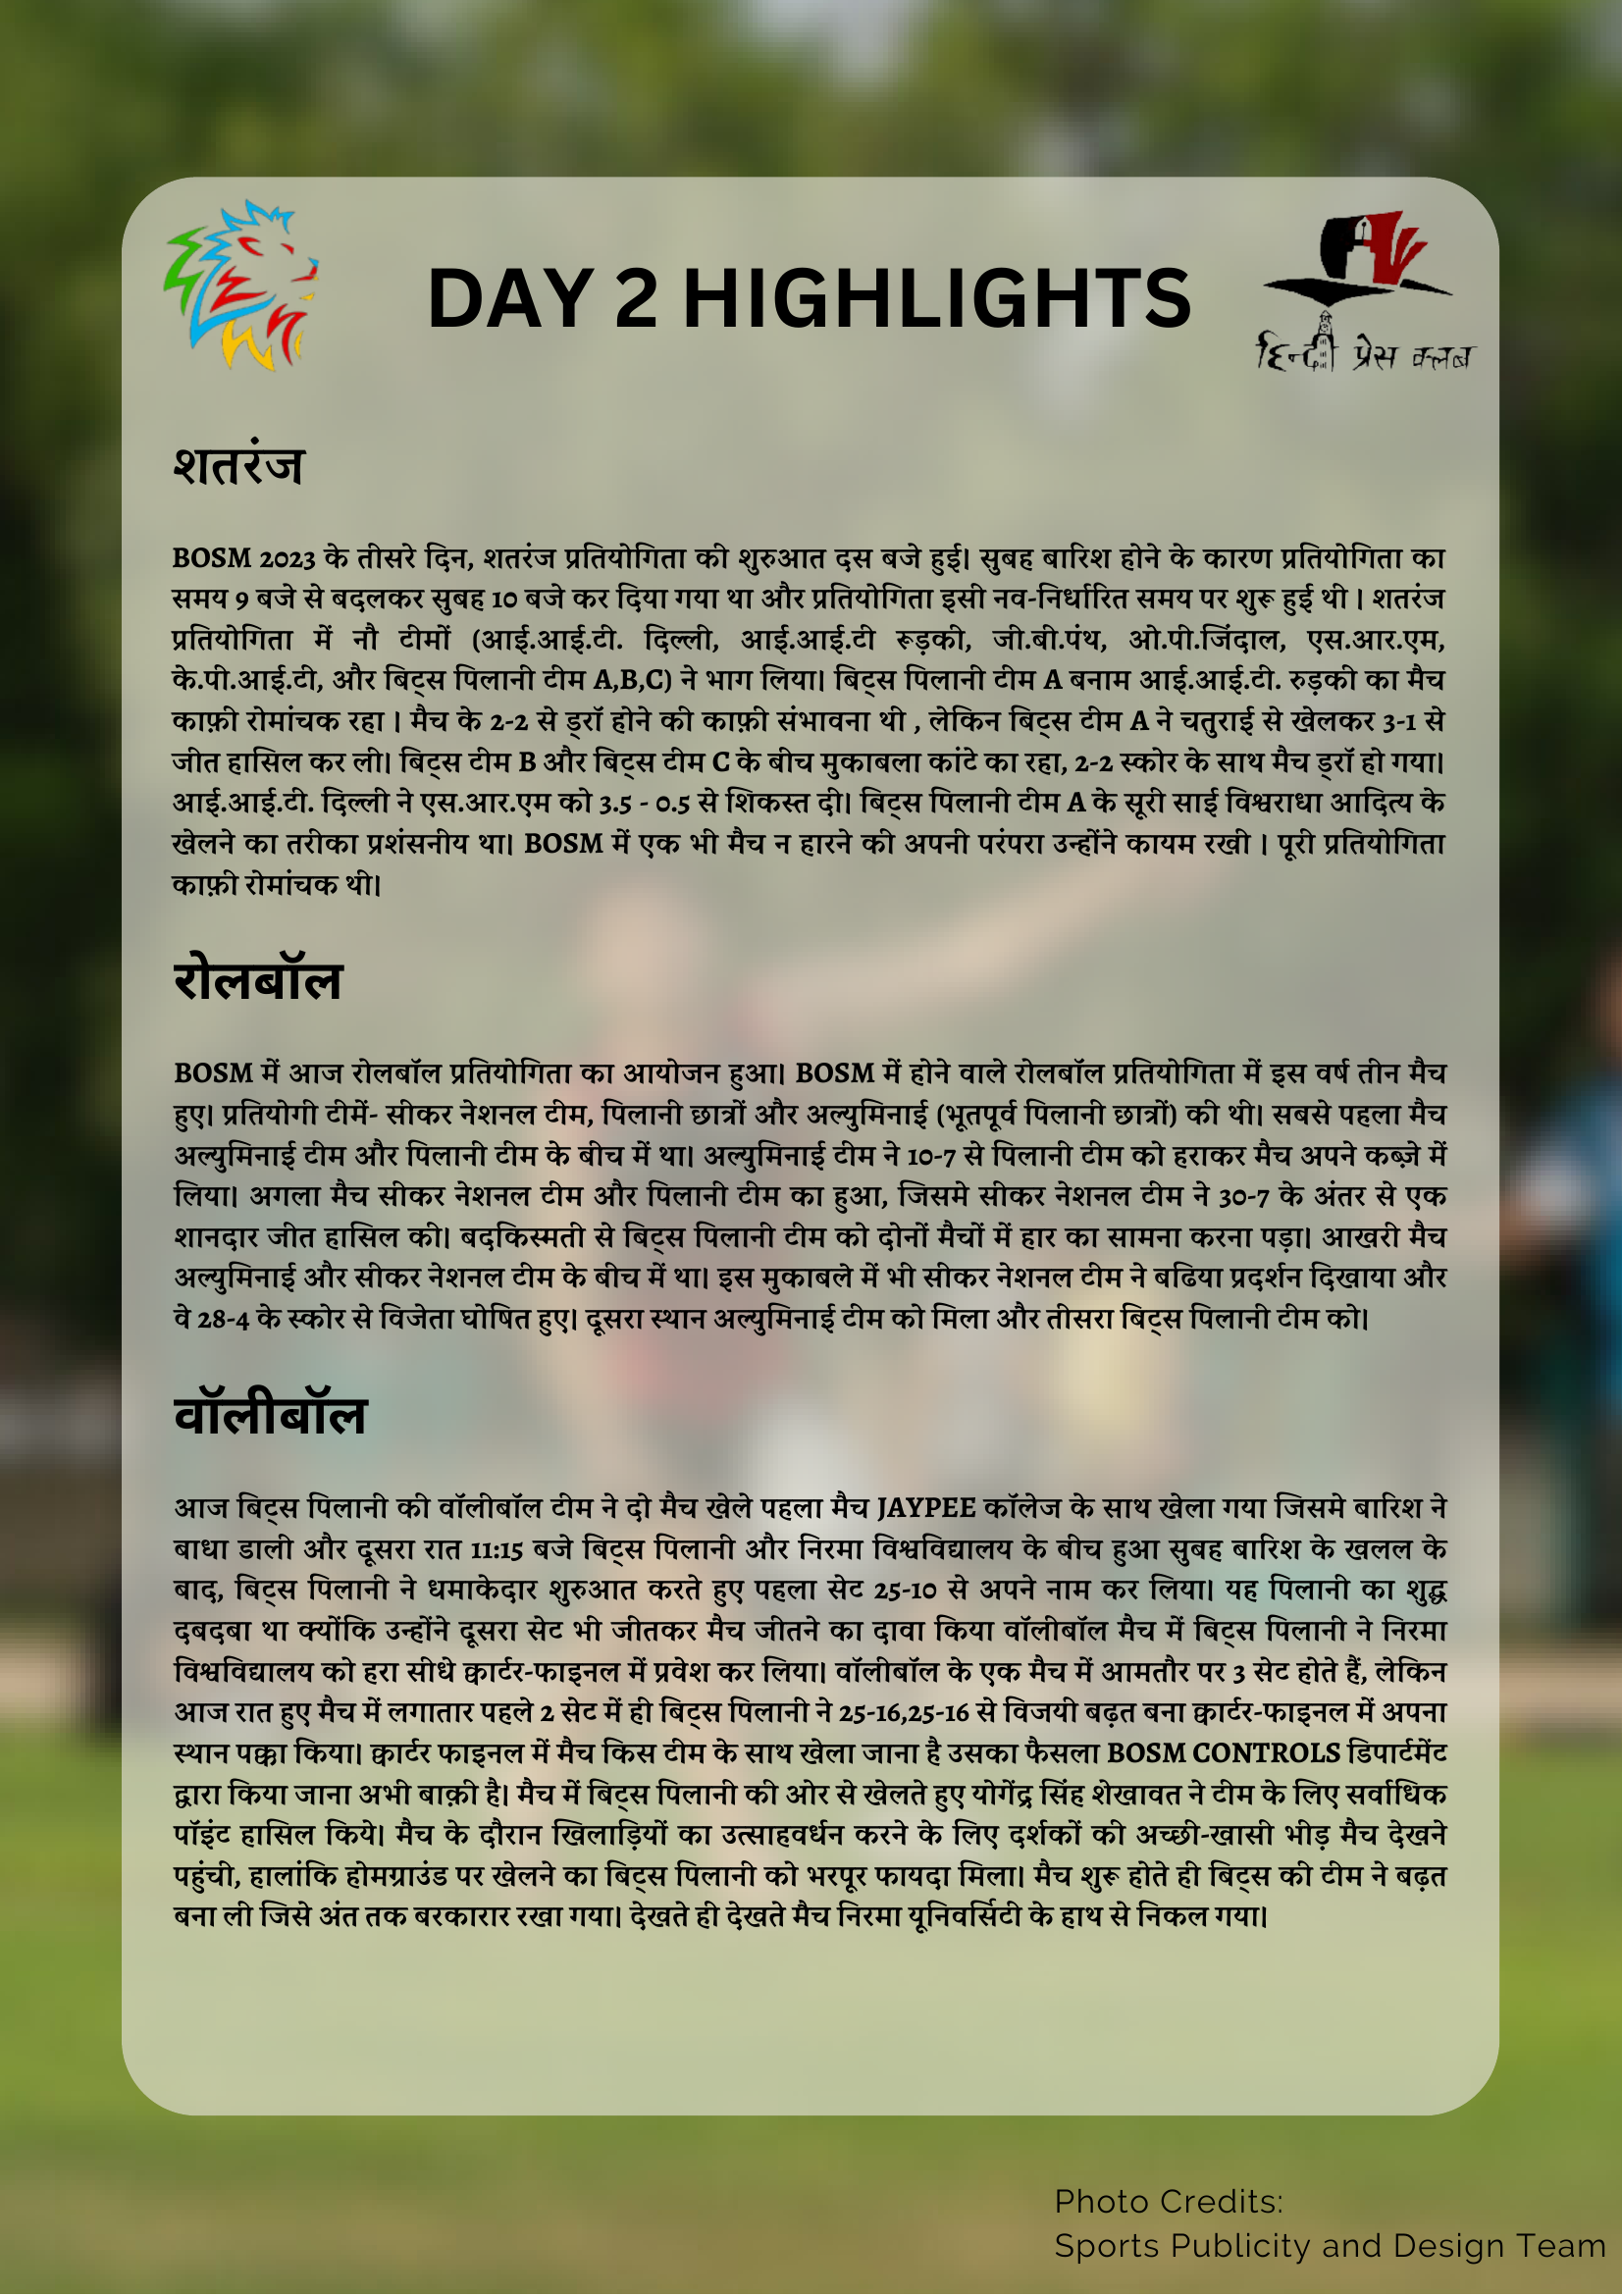 DAY 2 HIGHLIGHTS
हिन्दी प्रेस क्लब
शतरंज
BOSM 2023 के तीसरे दिन, शतरंज प्रतियोगिता की शुरुआत दस बजे हुई। सुबह बारिश होने के कारण प्रतियोगिता का
समय 9 बजे से बदलकर सुबह 10 बजे कर दिया गया था और प्रतियोगिता इसी नव-निर्धारित समय पर शुरू हुई थी । शतरंज
प्रतियोगिता में नौ टीमों (आई.आई.टी. दिल्ली, आई.आई.टी रूड़की, जी.बी.पंथ, ओ.पी.जिंदाल, एस.आर.एम,
के.पी.आई.टी, और बिट्स पिलानी टीम A,B,C) ने भाग लिया। बिट्स पिलानी टीम A बनाम आई.आई.टी. रुड़की का मैच
काफ़ी रोमांचक रहा । मैच के 2-2 से ड्रॉ होने की काफ़ी संभावना थी , लेकिन बिट्स टीम A ने चतुराई से खेलकर 3-1 से
जीत हासिल कर ली। बिट्स टीम B और बिट्स टीम C के बीच मुकाबला कांटे का रहा, 2-2 स्कोर के साथ मैच ड्रॉ हो गया।
आई.आई.टी. दिल्ली ने एस.आर.एम को 3.5 - 0.5 से शिकस्त दी। बिट्स पिलानी टीम A के सूरी साई विश्वराधा आदित्य के
खेलने का तरीका प्रशंसनीय था। BOSM में एक भी मैच न हारने की अपनी परंपरा उन्होंने कायम रखी । पूरी प्रतियोगिता
काफ़ी रोमांचक थी।
रोलबॉल
BOSM में आज रोलबॉल प्रतियोगिता का आयोजन हुआ। BOSM में होने वाले रोलबॉल प्रतियोगिता में इस वर्ष तीन मैच
हुए। प्रतियोगी टीमें- सीकर नेशनल टीम, पिलानी छात्रों और अल्युमिनाई (भूतपूर्व पिलानी छात्रों) की थी। सबसे पहला मैच
अल्युमिनाई टीम और पिलानी टीम के बीच में था। अल्युमिनाई टीम ने 10-7 से पिलानी टीम को हराकर मैच अपने कब्ज़े में
लिया। अगला मैच सीकर नेशनल टीम और पिलानी टीम का हुआ, जिसमे सीकर नेशनल टीम ने 30-7 के अंतर से एक
शानदार जीत हासिल की। बदकिस्मती से बिट्स पिलानी टीम को दोनों मैचों में हार का सामना करना पड़ा। आखरी मैच
अल्युमिनाई और सीकर नेशनल टीम के बीच में था। इस मुकाबले में भी सीकर नेशनल टीम ने बढिया प्रदर्शन दिखाया और
वे 28-4 के स्कोर से विजेता घोषित हुए। दूसरा स्थान अल्युमिनाई टीम को मिला और तीसरा बिट्स पिलानी टीम को।
वॉलीबॉल
आज बिट्स पिलानी की वॉलीबॉल टीम ने दो मैच खेले पहला मैच JAYPEE कॉलेज के साथ खेला गया जिसमे बारिश ने
बाधा डाली और दूसरा रात 11:15 बजे बिट्स पिलानी और निरमा विश्वविद्यालय के बीच हुआ सुबह बारिश के खलल के
बाद, बिट्स पिलानी ने धमाकेदार शुरुआत करते हुए पहला सेट 25-10 से अपने नाम कर लिया। यह पिलानी का शुद्ध
दबदबा था क्योंकि उन्होंने दूसरा सेट भी जीतकर मैच जीतने का दावा किया वॉलीबॉल मैच में बिट्स पिलानी ने निरमा
विश्वविद्यालय को हरा सीधे क्वार्टर-फाइनल में प्रवेश कर लिया। वॉलीबॉल के एक मैच में आमतौर पर 3 सेट होते हैं, लेकिन
आज रात हुए मैच में लगातार पहले 2 सेट में ही बिट्स पिलानी ने 25-16,25-16 से विजयी बढ़त बना क्वार्टर-फाइनल में अपना
स्थान पक्का किया। क्वार्टर फाइनल में मैच किस टीम के साथ खेला जाना है उसका फैसला BOSM CONTROLS डिपार्टमेंट
द्वारा किया जाना अभी बाक़ी है। मैच में बिट्स पिलानी की ओर से खेलते हुए योगेंद्र सिंह शेखावत ने टीम के लिए सर्वाधिक
पॉइंट हासिल किये। मैच के दौरान खिलाड़ियों का उत्साहवर्धन करने के लिए दर्शकों की अच्छी-खासी भीड़ मैच देखने
पहुंची, हालांकि होमग्राउंड पर खेलने का बिट्स पिलानी को भरपूर फायदा मिला। मैच शुरू होते ही बिट्स की टीम ने बढ़त
बना ली जिसे अंत तक बरकारार रखा गया। देखते ही देखते मैच निरमा यूनिवर्सिटी के हाथ से निकल गया।
Photo Credits:
Sports Publicity and Design Team